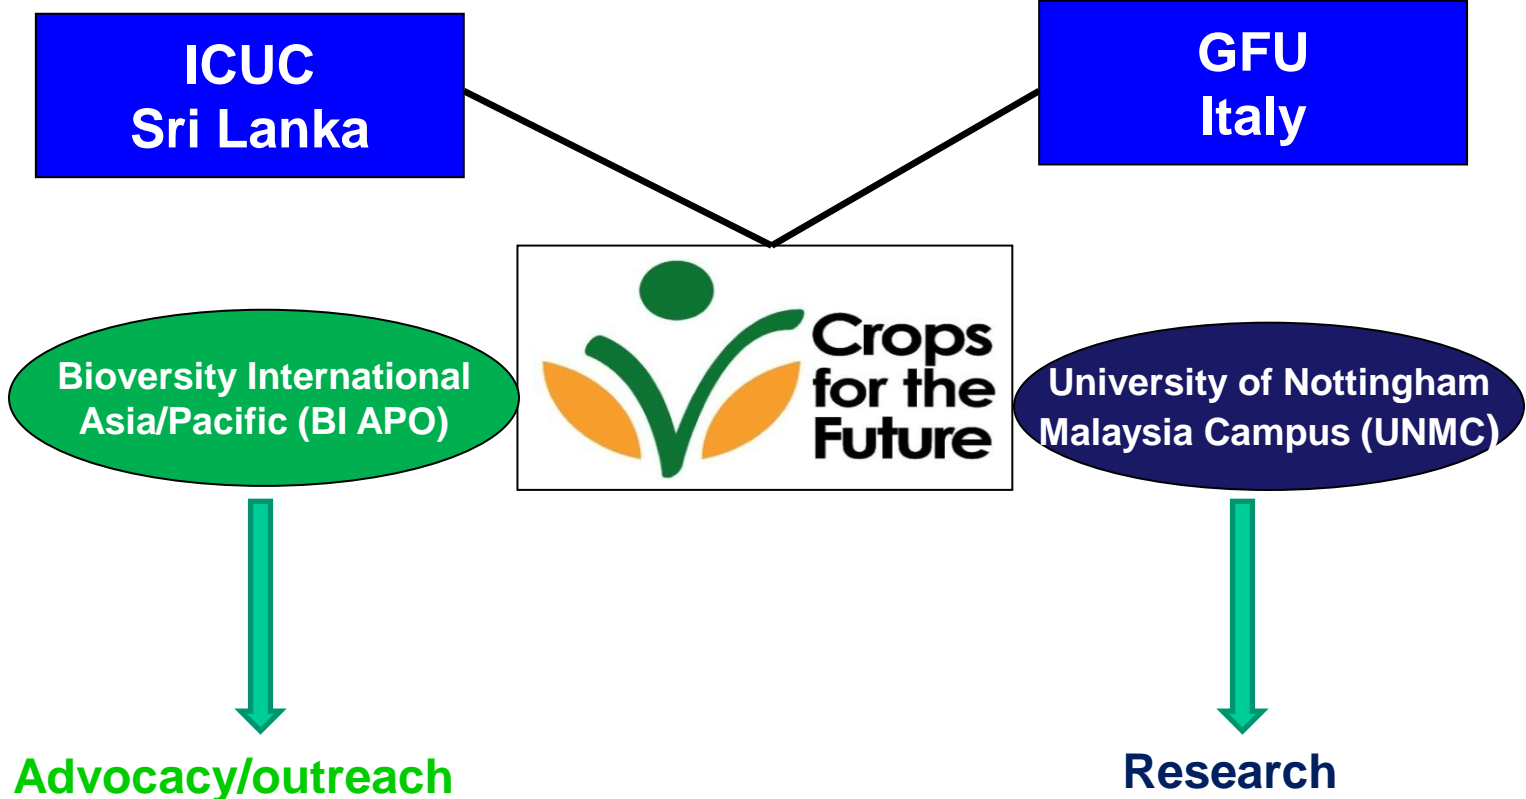 ICUC
Sri Lanka
GFU
Italy
Bioversity International
Asia/Pacific (BI APO)
Crops
for the
Future
University of Nottingham
Malaysia Campus (UNMC)
Advocacy/outreach
Research